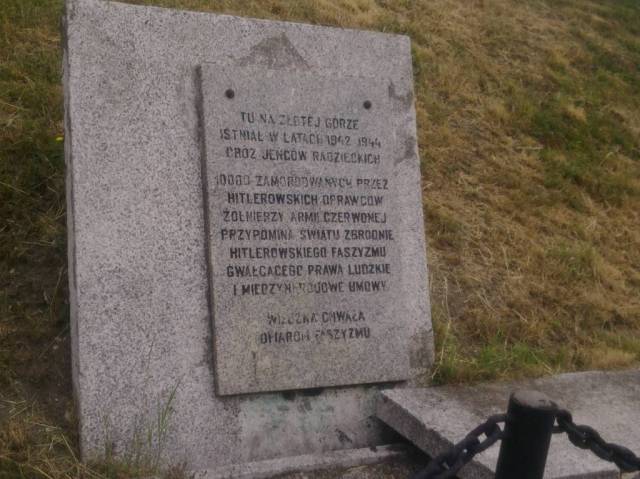 TU NA ZŁOTEJ GÓRZE
ISTNIAŁ W LATACH 1942-1944
OBÓZ JEŃCÓW RADZIECKICH
10000 ZAMORDOWANYCH PRZEZ
HITLEROWSKICH OPRAWCÓW
ŻOŁNIERZY ARMII CZERWONEJ
PRZYPOMINA ŚWIATU ZBRODNIE
HITLEROWSKIEGO FASZYZMU
GWAŁCĄCEGO PRAWA LUDZKIE
I MIĘDZYNARODOWE UMOWY
WIECZNA CHWAŁA
OFIAROM FASZYZMU